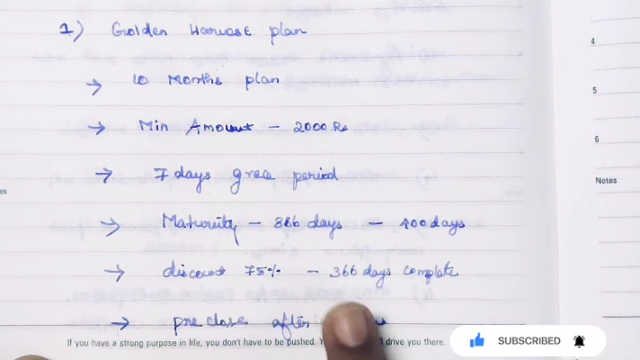 1) Golden Harvest plan
→ 10 Months plan
→ Min Amount - 2000 Rs
→ 7 days grace period
→ Maturity - 366 days - 400 days
→ discount 75% - 366 days complete
→ pre close after
4
5
6
Notes
es
If you have a strong purpose in life, you don't have to be pushed. Y drive you there.
SUBSCRIBED